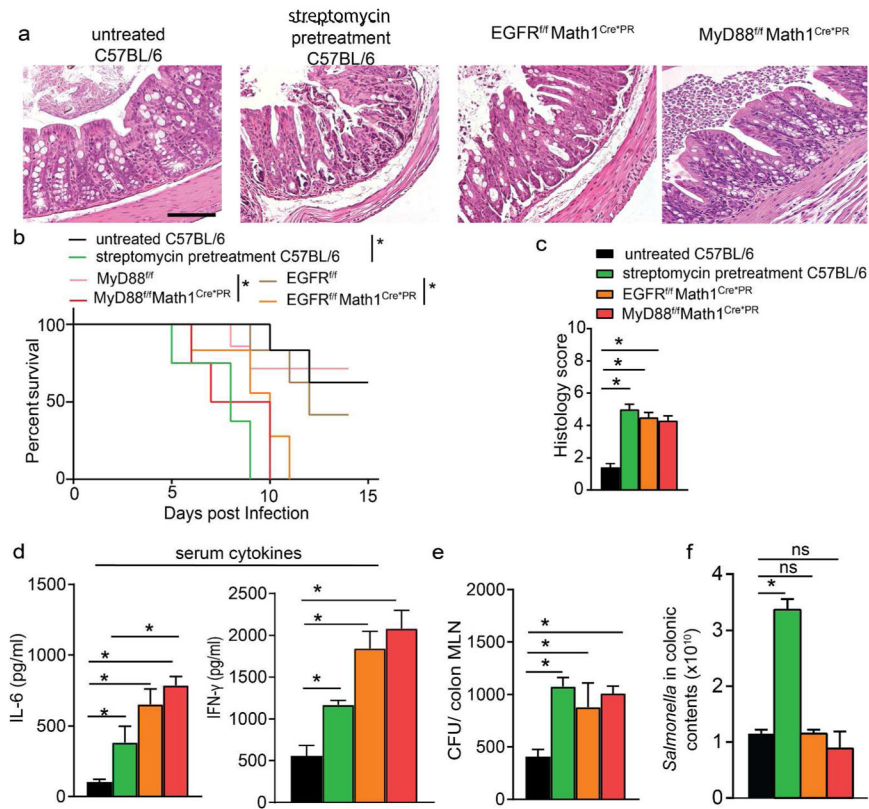 a
untreated
C57BL/6
streptomycin
pretreatment
C57BL/6
EGFRf/f Math1Cre*PR
MyD88f/f Math1Cre*PR
b
untreated C57BL/6
streptomycin pretreatment C57BL/6
*
MyD88f/f
MyD88f/f Math1Cre*PR
*
EGFRf/f
EGFRf/f Math1Cre*PR
*
Percent survival
100
50
0
0 5 10 15
Days post Infection
c
untreated C57BL/6
streptomycin pretreatment C57BL/6
EGFRf/f Math1Cre*PR
MyD88f/f Math1Cre*PR
Histology score
10
8
6
4
2
0
*
*
*
d
serum cytokines
IL-6 (pg/ml)
1500
1000
500
0
*
*
*
*
IFN-γ (pg/ml)
2500
2000
1500
1000
500
0
*
*
*
e
CFU/ colon MLN
2000
1500
1000
500
0
*
*
*
f
Salmonella in colonic
contents (x10¹⁰)
4
3
2
1
0
ns
ns
*